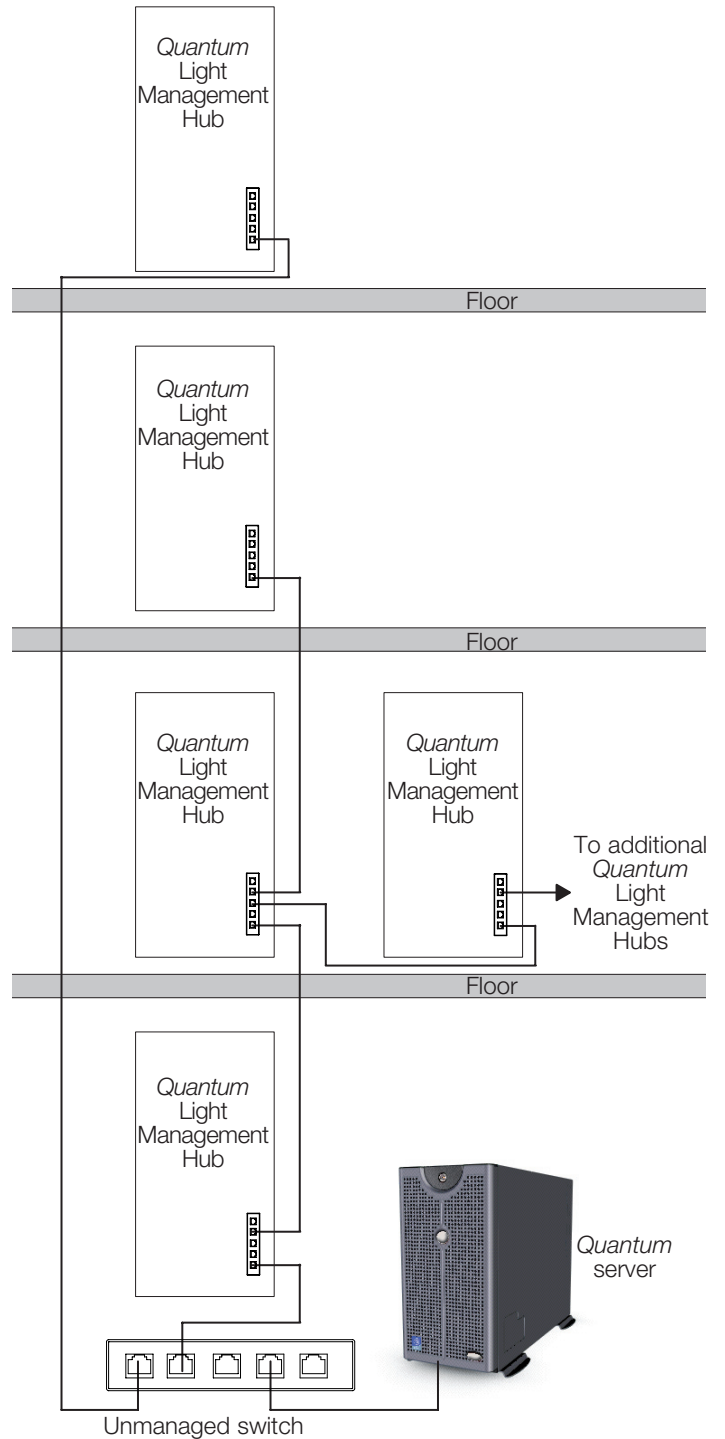 Quantum
Light
Management
Hub
Floor
Quantum
Light
Management
Hub
Floor
Quantum
Light
Management
Hub
Quantum
Light
Management
Hub
To additional
Quantum
Light
Management
Hubs
Floor
Quantum
Light
Management
Hub
Quantum
server
Unmanaged switch